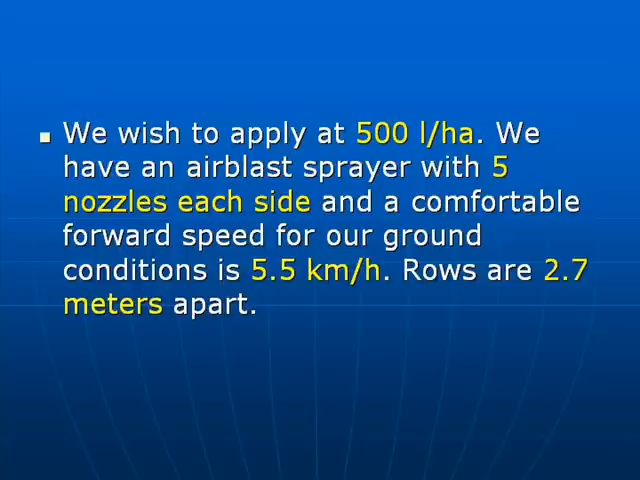 We wish to apply at 500 l/ha. We
have an airblast sprayer with 5
nozzles each side and a comfortable
forward speed for our ground
conditions is 5.5 km/h. Rows are 2.7
meters apart.